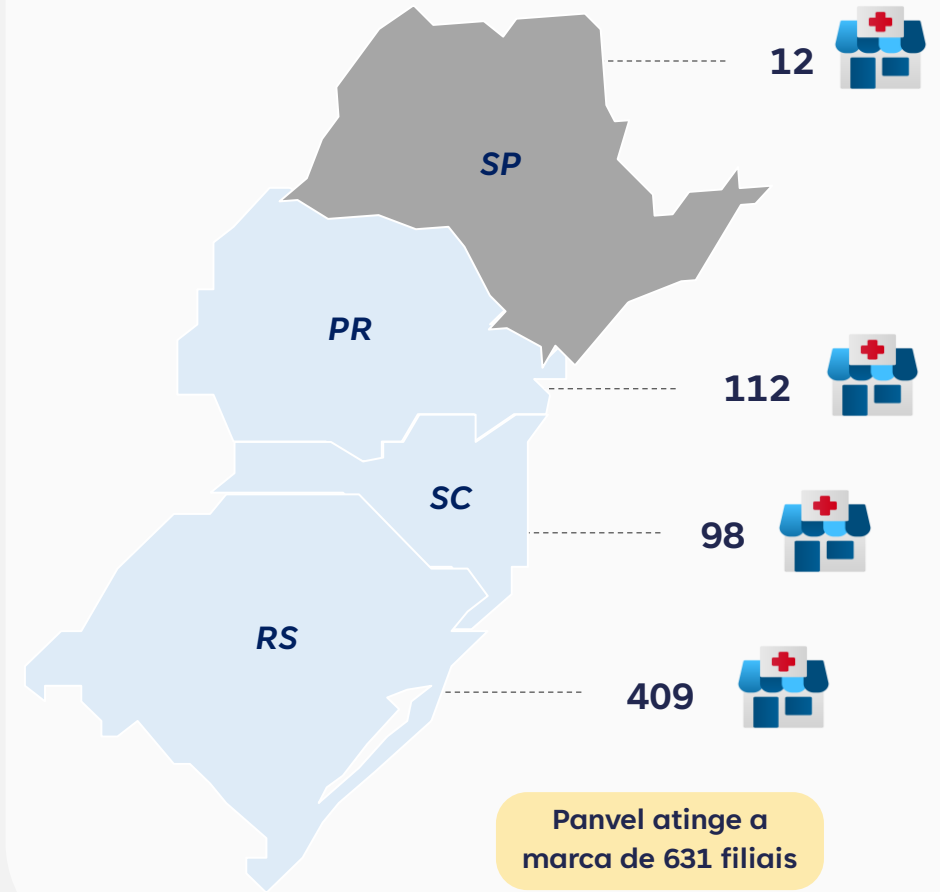 12
SP
PR
112
SC
98
RS
409
Panvel atinge a
marca de 631 filiais